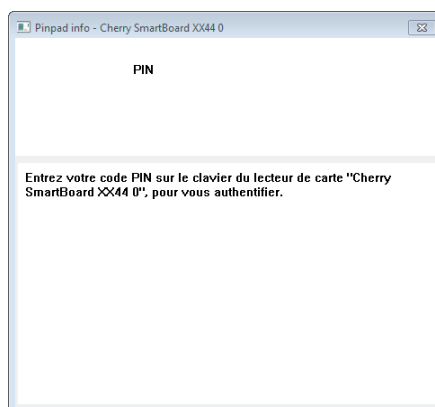 Pinpad info - Cherry SmartBoard XX44 0
PIN
Entrez votre code PIN sur le clavier du lecteur de carte "Cherry
SmartBoard XX44 0", pour vous authentifier.